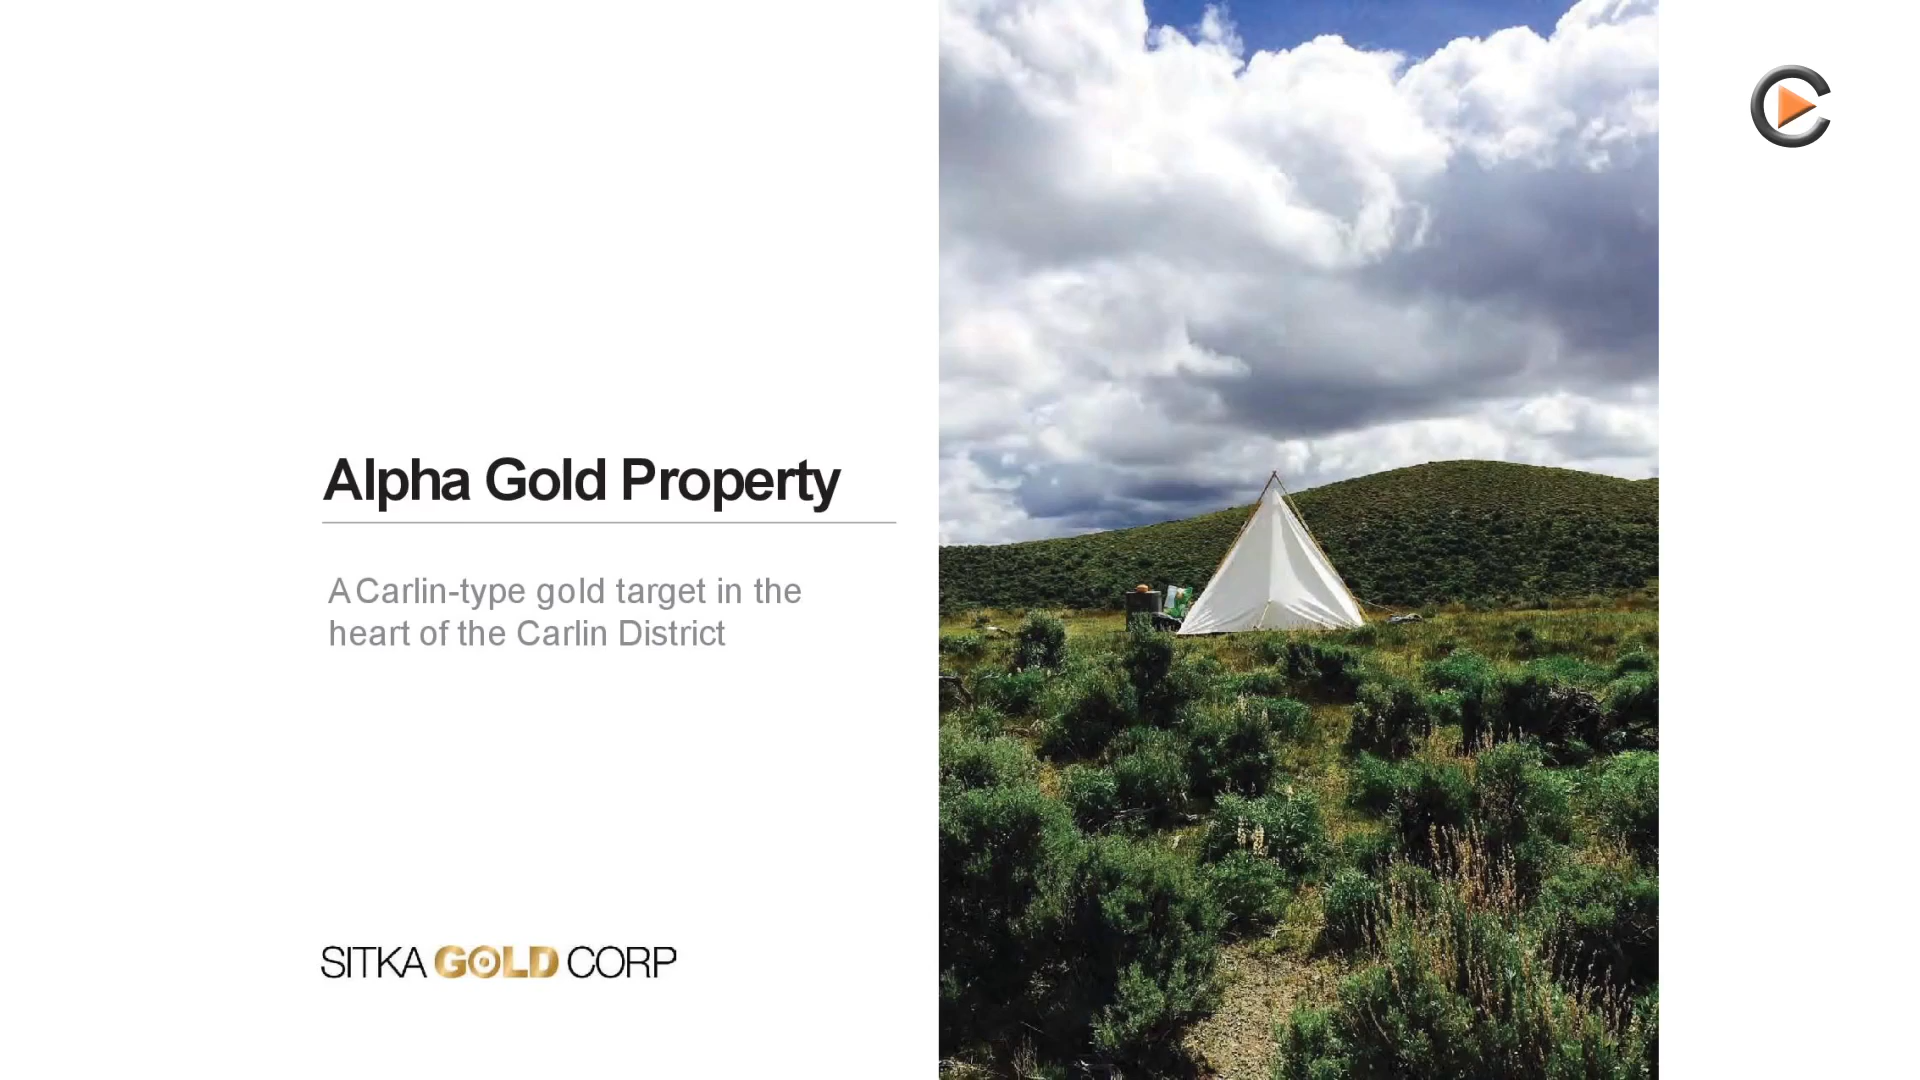 Alpha Gold Property
A Carlin-type gold target in the
heart of the Carlin District
SITKA GOLD CORP